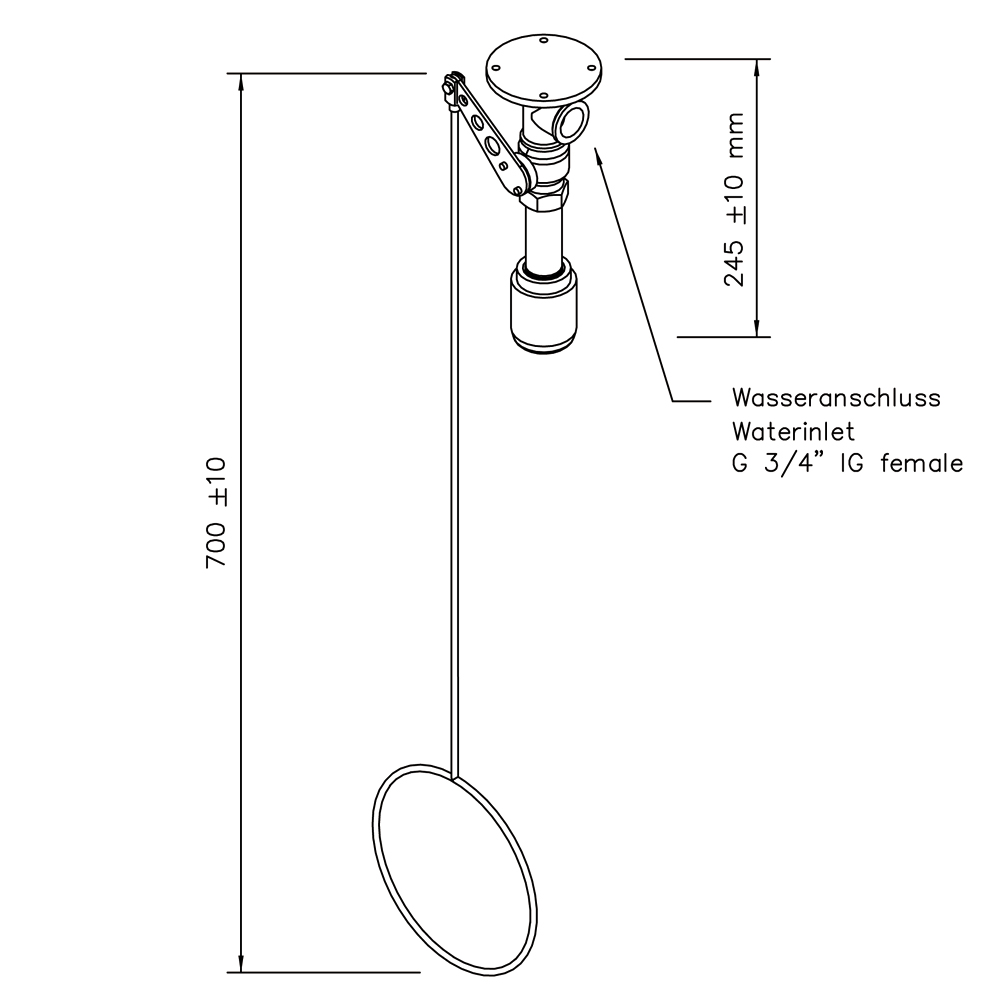 245 ±10 mm
Wasseranschluss
Waterinlet
G 3/4” IG female
700 ±10